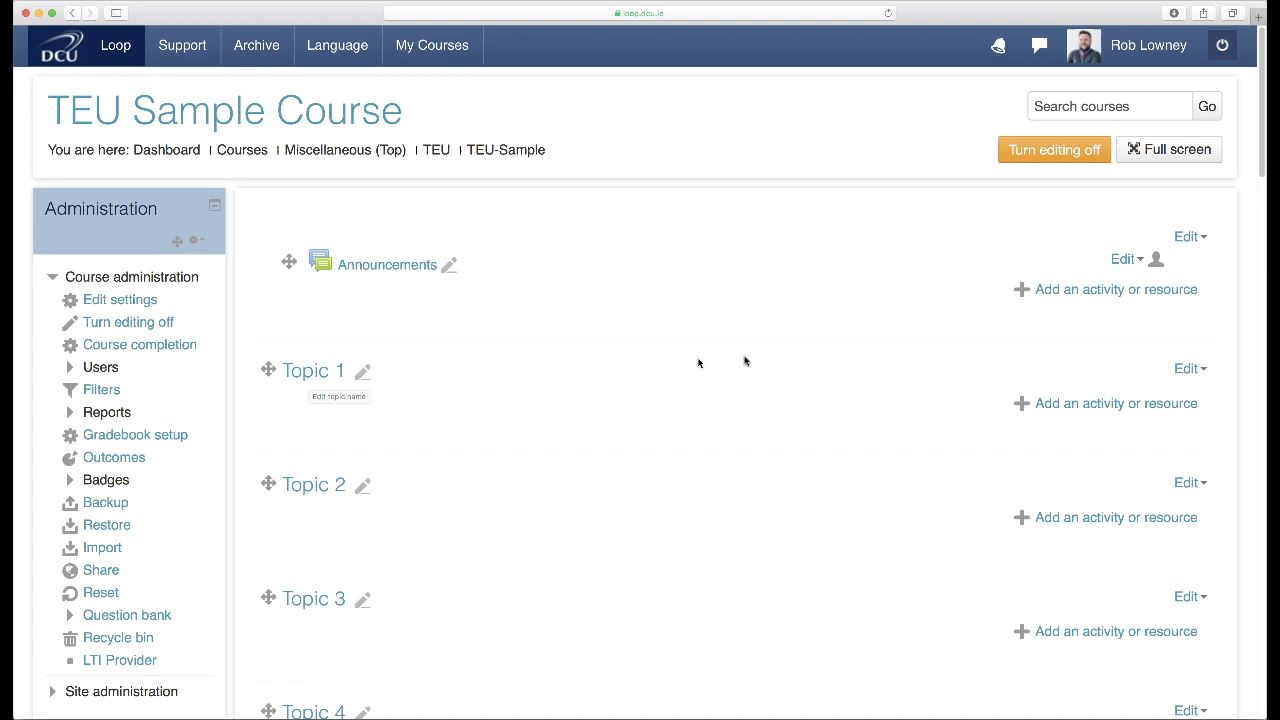 loop.dcu.ie
DCU Loop Support Archive Language My Courses Rob Lowney
TEU Sample Course
Search courses Go
You are here: Dashboard Courses Miscellaneous (Top) TEU TEU-Sample
Turn editing off Full screen
Administration
Course administration
Edit settings
Turn editing off
Course completion
Users
Filters
Reports
Gradebook setup
Outcomes
Badges
Backup
Restore
Import
Share
Reset
Question bank
Recycle bin
LTI Provider
Site administration
Edit
Announcements Edit
Add an activity or resource
Topic 1 Edit
Edit topic name
Add an activity or resource
Topic 2 Edit
Add an activity or resource
Topic 3 Edit
Add an activity or resource
Topic 4 Edit